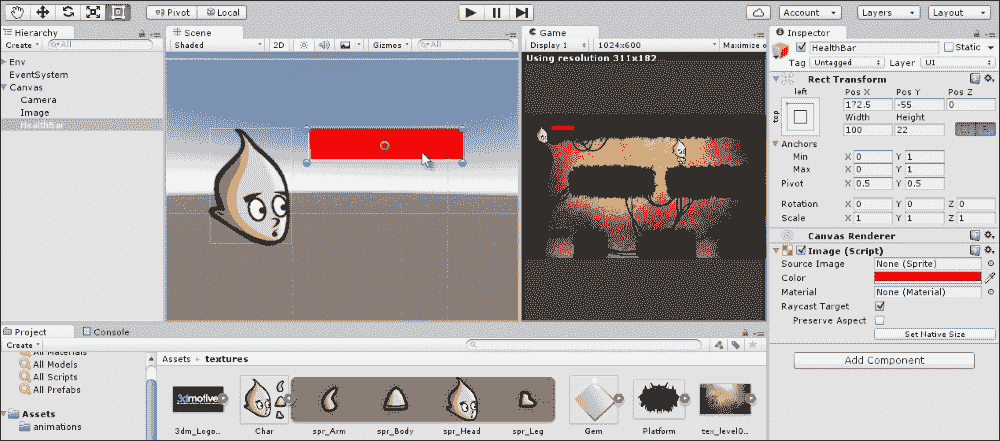 Pivot Local Account Layers Layout
Hierarchy
Create All
Env
EventSystem
Canvas
Camera
Image
HealthBar
Scene
Shaded 2D Gizmos All
Game
Display 1 1024x600 Maximize o
Using resolution 311x182
Inspector
HealthBar Static
Tag Untagged Layer UI
Rect Transform
left Pos X Pos Y Pos Z
top 172.5 -55 0
Width Height
100 22
Anchors
Min X 0 Y 1
Max X 0 Y 1
Pivot X 0.5 Y 0.5
Rotation X 0 Y 0 Z 0
Scale X 1 Y 1 Z 1
Canvas Renderer
Image (Script)
Source Image None (Sprite)
Color
Material None (Material)
Raycast Target
Preserve Aspect
Set Native Size
Add Component
Project Console
Create
All Materials
All Models
All Scripts
All Prefabs
Assets
animations
Assets textures
3dmotive
3dm_Logo... Char spr_Arm spr_Body spr_Head spr_Leg Gem Platform tex_level0...